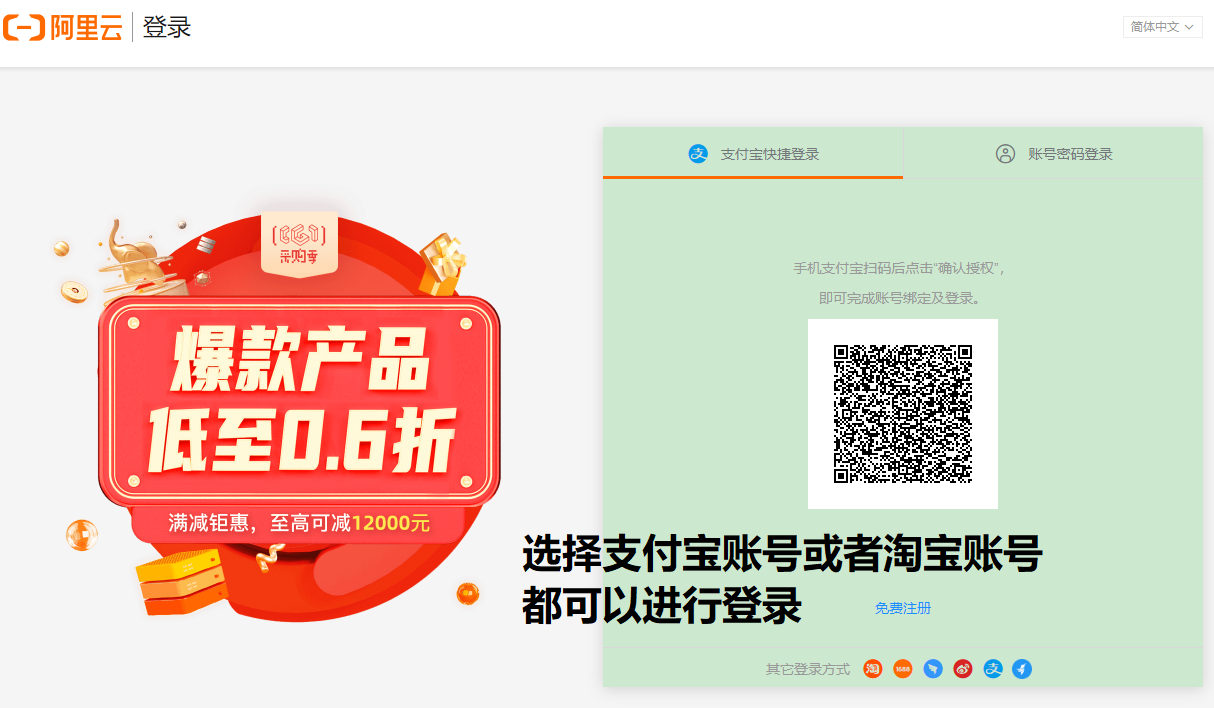 阿里云
登录
简体中文
支付宝快捷登录
账号密码登录
采购季
爆款产品
低至0.6折
满减钜惠，至高可减12000元
手机支付宝扫码后点击“确认授权”，
即可完成账号绑定及登录。
选择支付宝账号或者淘宝账号
都可以进行登录
免费注册
其它登录方式
淘
1688
支